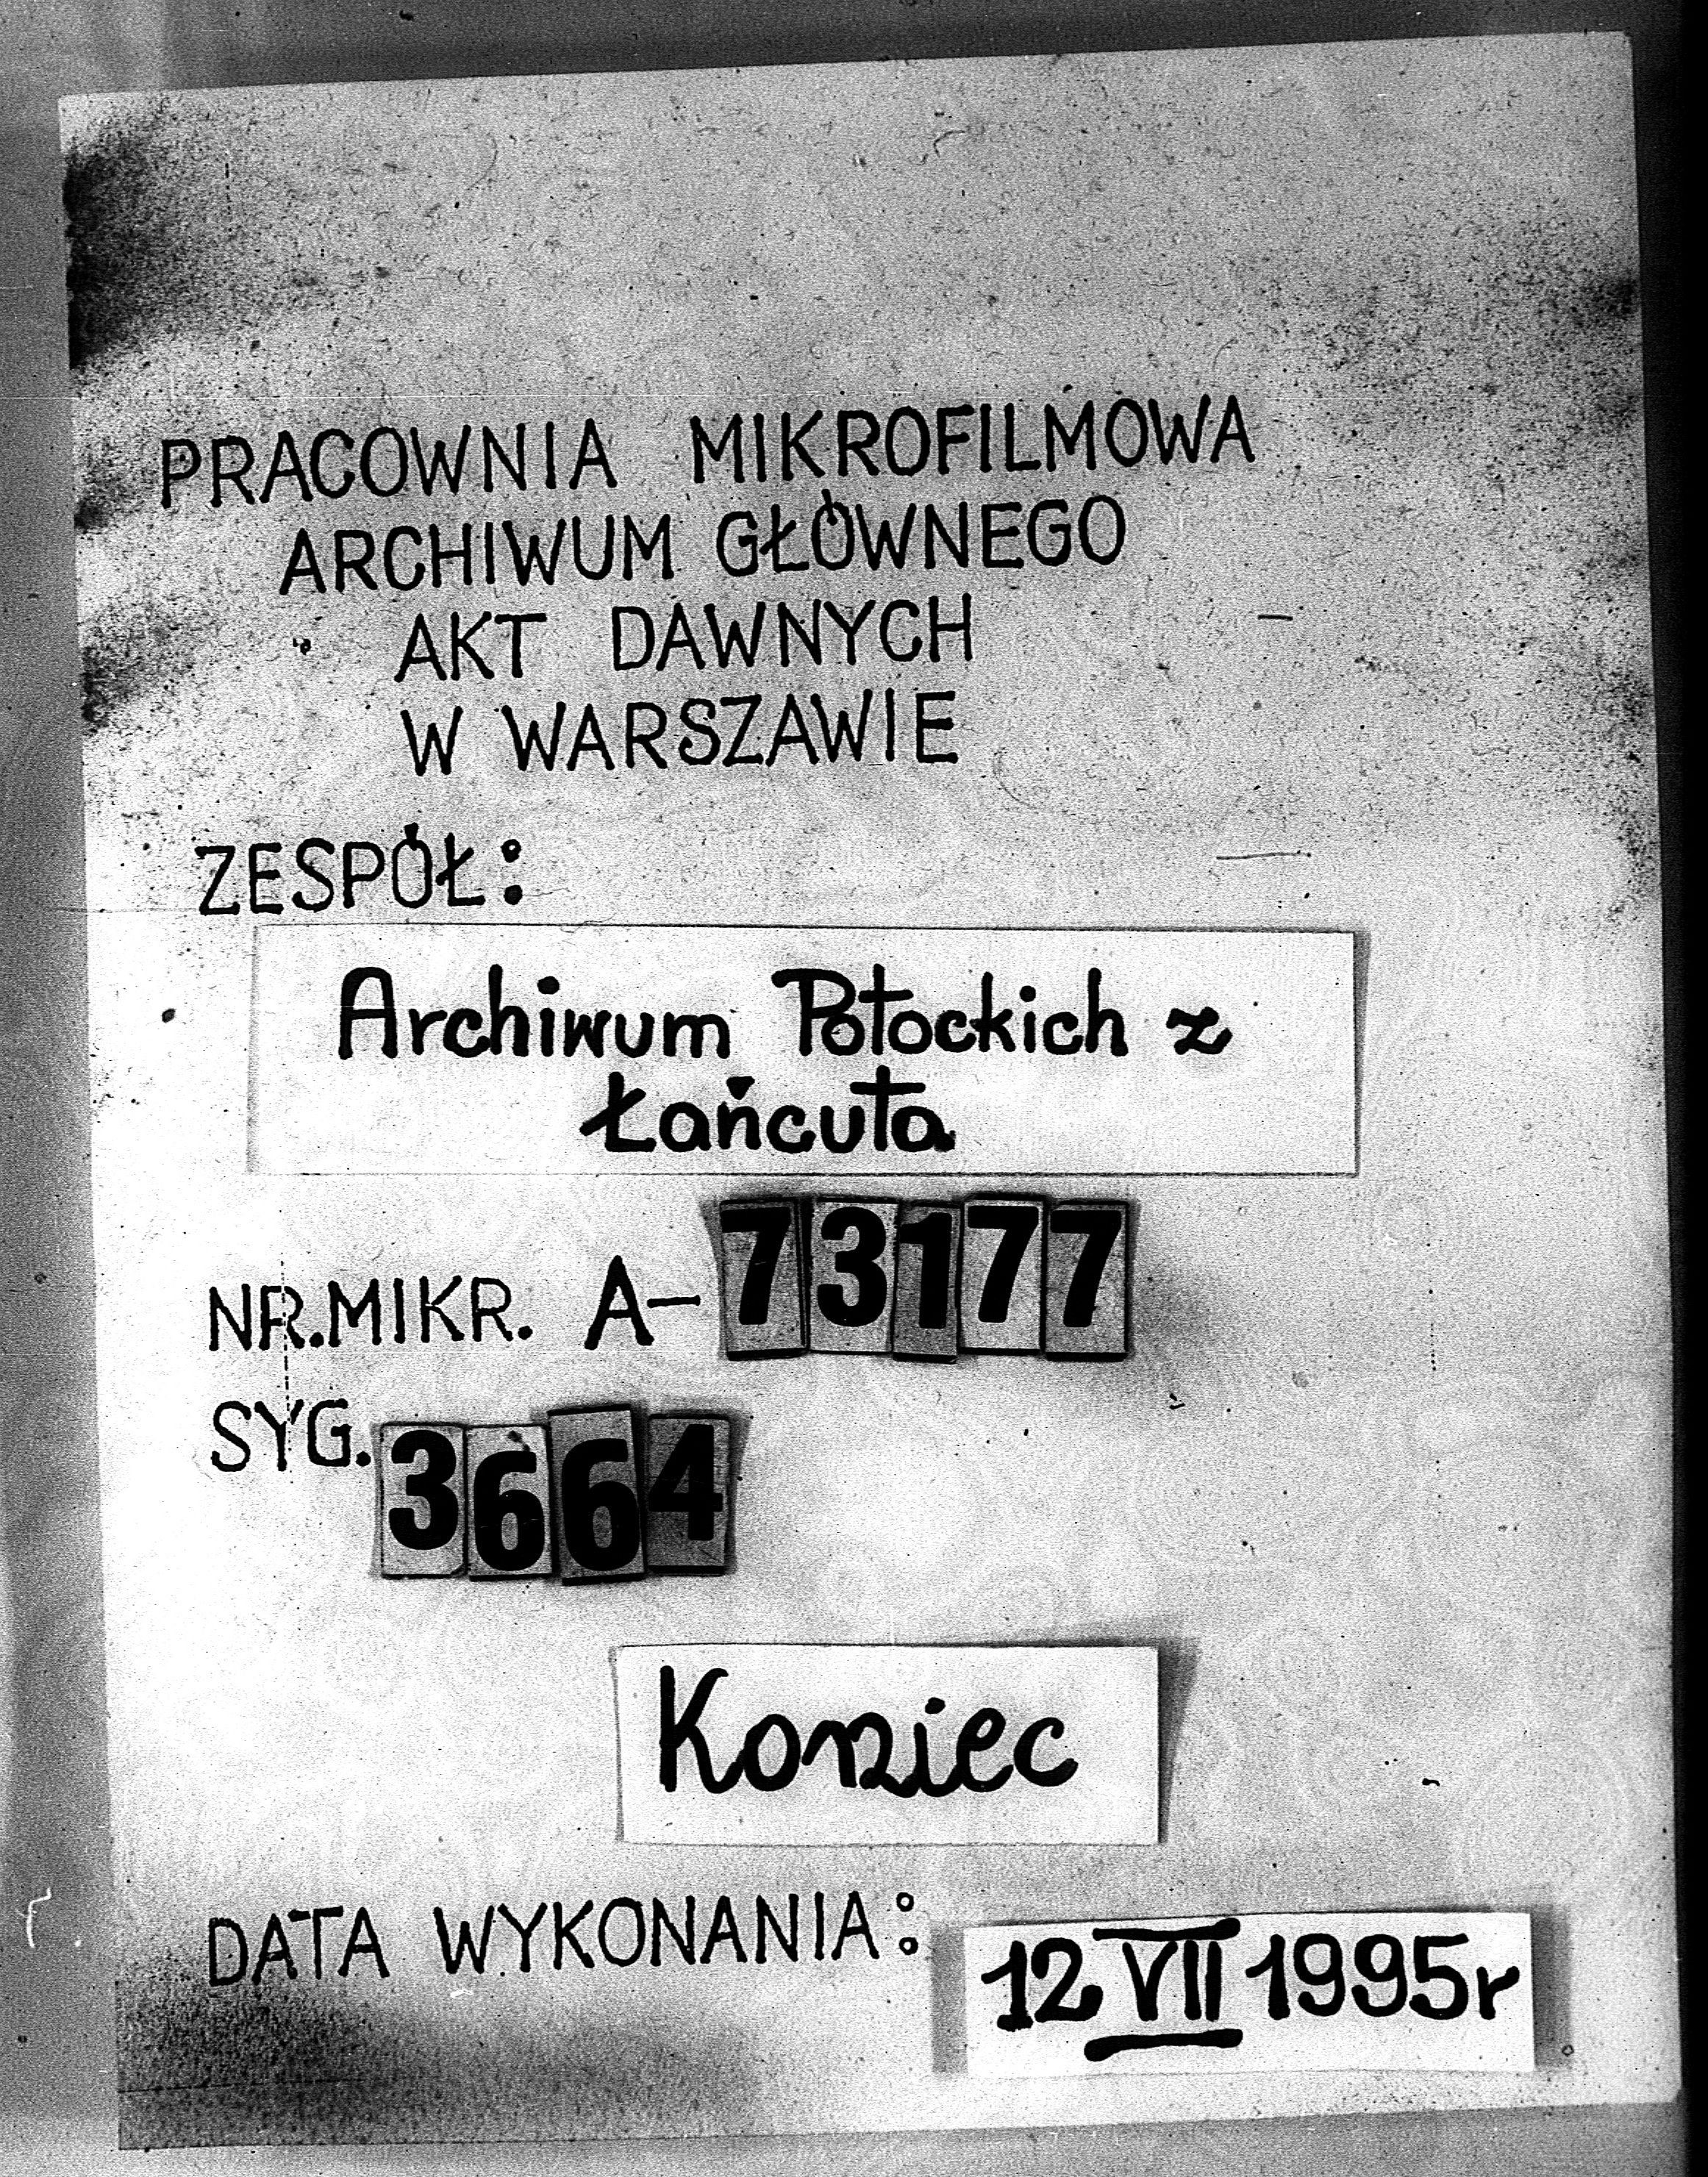 PRACOWNIA MIKROFILMOWA
ARCHIWUM GŁÓWNEGO
AKT DAWNYCH
W WARSZAWIE
ZESPÓŁ:
Archiwum Potockich z
Łańcuta
NR.MIKR. A-73177
SYG. 3664
Koniec
DATA WYKONANIA: 12 VII 1995r